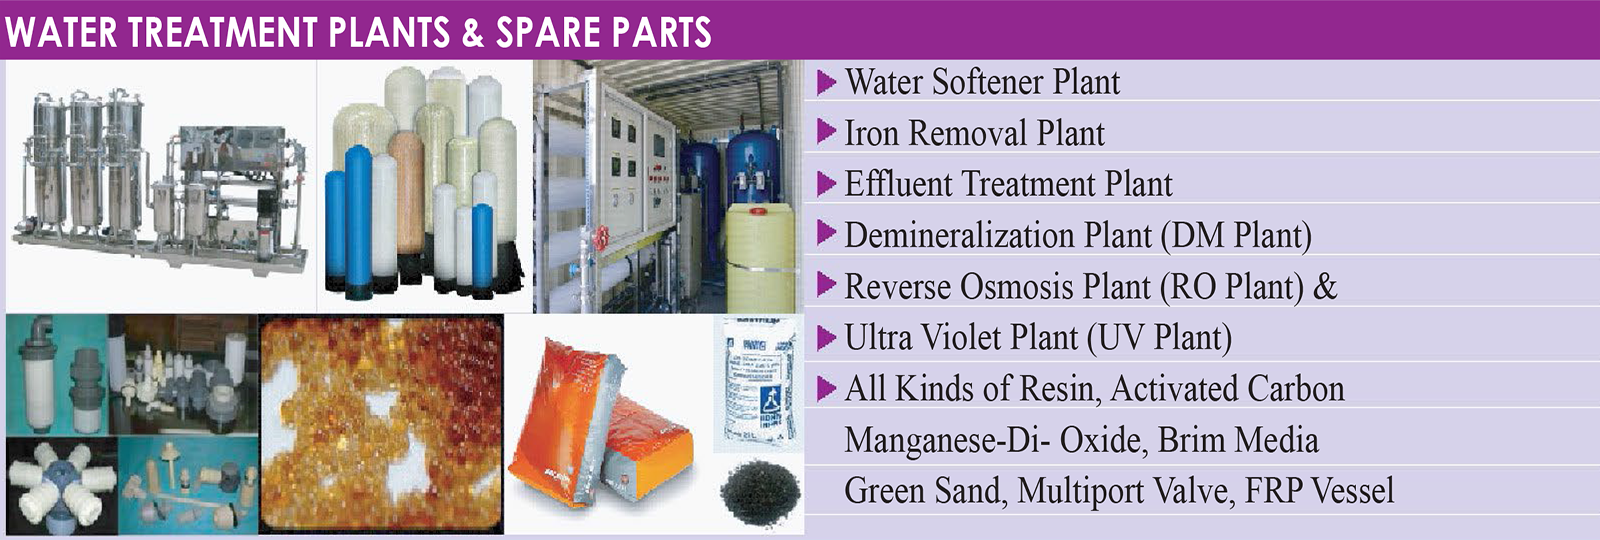 WATER TREATMENT PLANTS & SPARE PARTS
Water Softener Plant
Iron Removal Plant
Effluent Treatment Plant
Demineralization Plant (DM Plant)
Reverse Osmosis Plant (RO Plant) &
Ultra Violet Plant (UV Plant)
All Kinds of Resin, Activated Carbon
Manganese-Di- Oxide, Brim Media
Green Sand, Multiport Valve, FRP Vessel